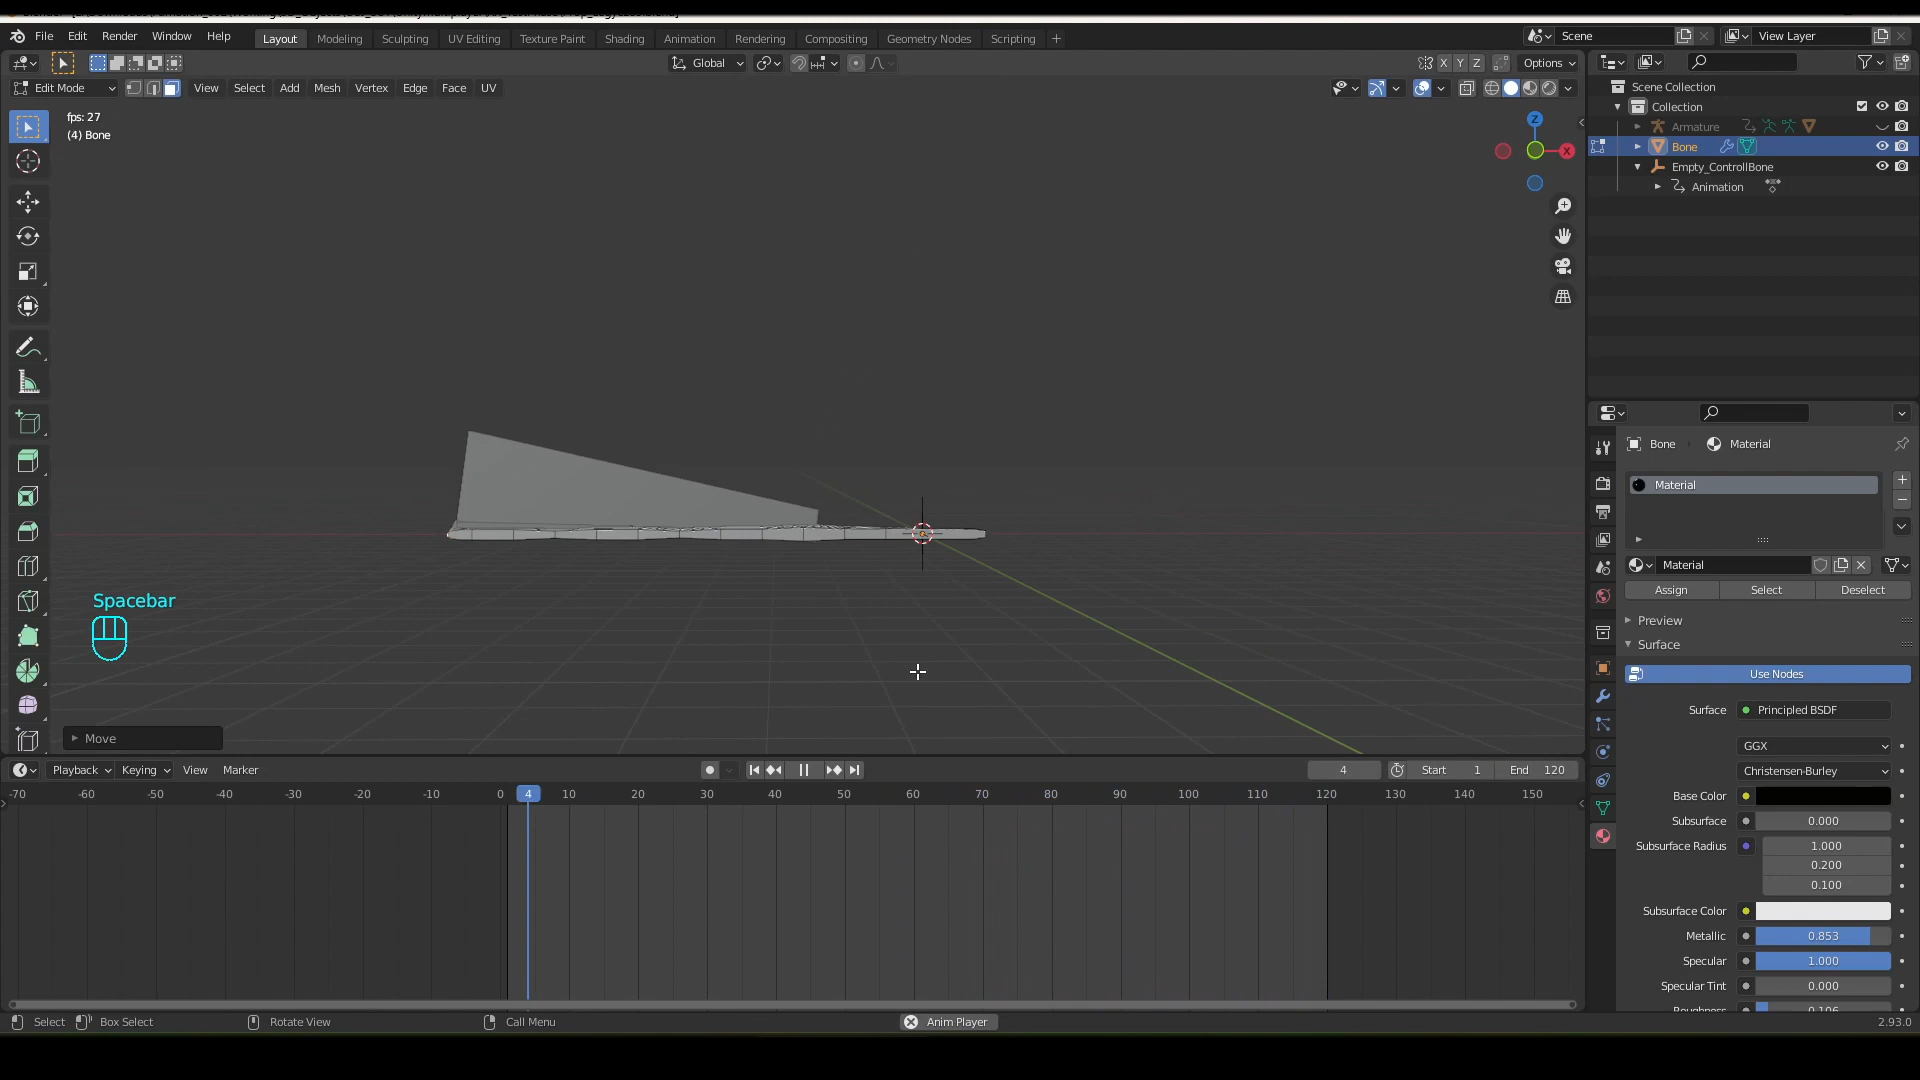 File Edit Render Window Help
Layout Modeling Sculpting UV Editing Texture Paint Shading Animation Rendering Compositing Geometry Nodes Scripting +
Scene
View Layer
Global
X Y Z
Options
Edit Mode View Select Add Mesh Vertex Edge Face UV
fps: 27
(4) Bone
Z
X
Spacebar
Move
Scene Collection
Collection
Armature
Bone
Empty_ControllBone
Animation
Bone
Material
Material
Material
Assign Select Deselect
Preview
Surface
Use Nodes
Surface Principled BSDF
GGX
Christensen-Burley
Base Color
Subsurface 0.000
Subsurface Radius 1.000
0.200
0.100
Subsurface Color
Metallic 0.853
Specular 1.000
Specular Tint 0.000
Roughness 0.106
Playback Keying View Marker
4
Start 1
End 120
-70 -60 -50 -40 -30 -20 -10 0 4 10 20 30 40 50 60 70 80 90 100 110 120 130 140 150
Select Box Select Rotate View Call Menu Anim Player 2.93.0